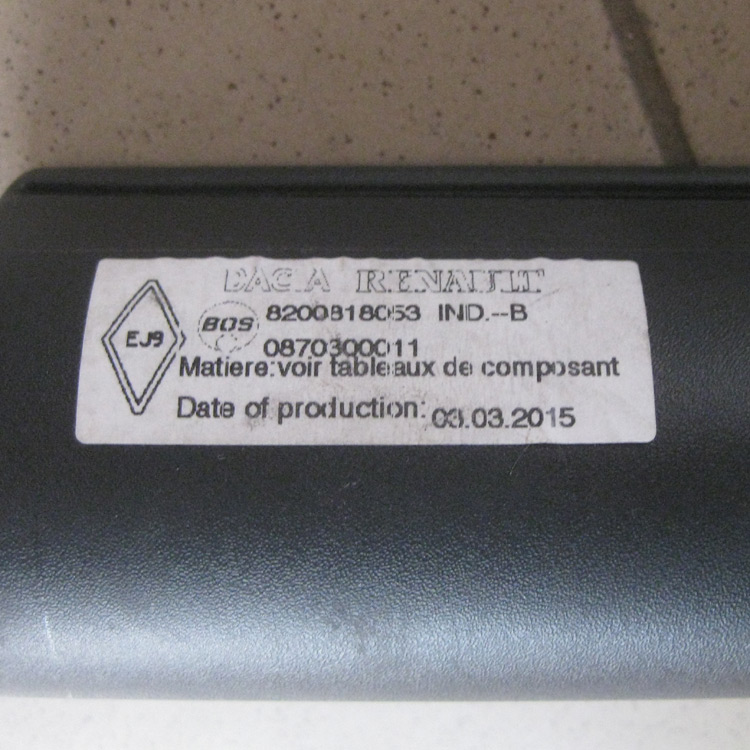 DACIA RENAULT
EJ9
BOS
8200818053 IND.--B
0870300011
Matiere:voir tableaux de composant
Date of production: 03.03.2015